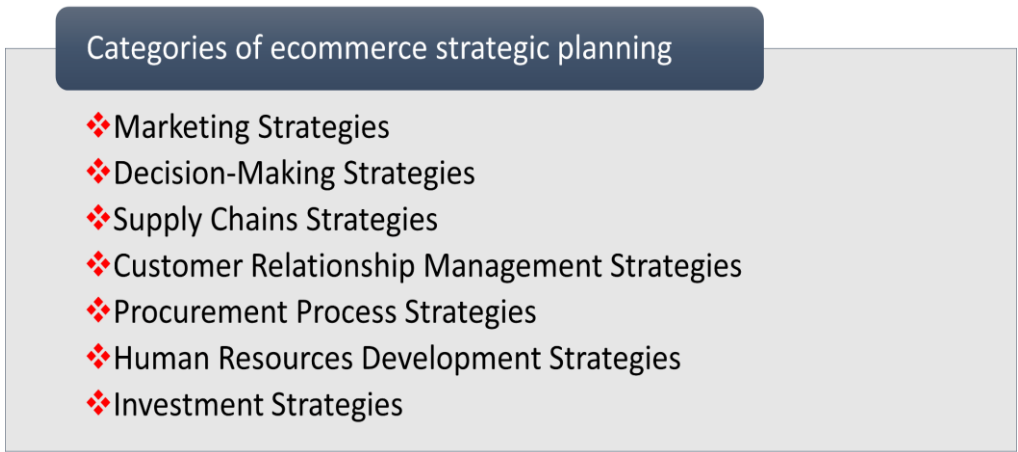 Categories of ecommerce strategic planning
❖Marketing Strategies
❖Decision-Making Strategies
❖Supply Chains Strategies
❖Customer Relationship Management Strategies
❖Procurement Process Strategies
❖Human Resources Development Strategies
❖Investment Strategies